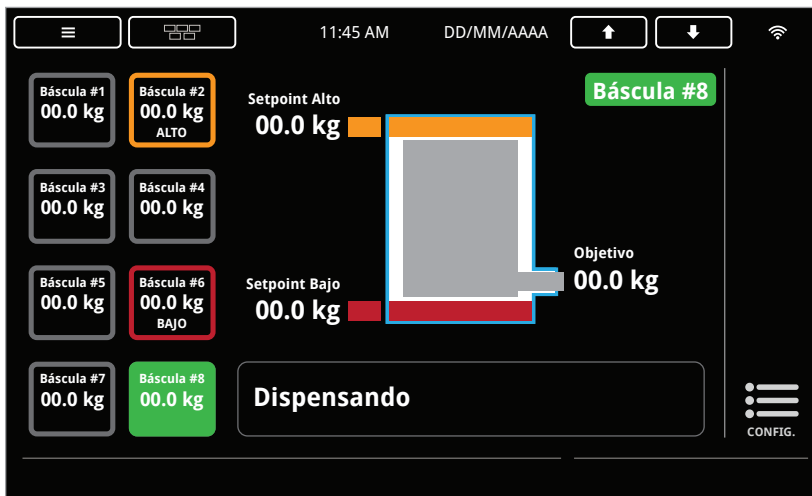 11:45 AM
DD/MM/AAAA
Báscula #1
00.0 kg
Báscula #2
00.0 kg
ALTO
Báscula #3
00.0 kg
Báscula #4
00.0 kg
Báscula #5
00.0 kg
Báscula #6
00.0 kg
BAJO
Báscula #7
00.0 kg
Báscula #8
00.0 kg
Setpoint Alto
00.0 kg
Báscula #8
Objetivo
00.0 kg
Setpoint Bajo
00.0 kg
Dispensando
CONFIG.